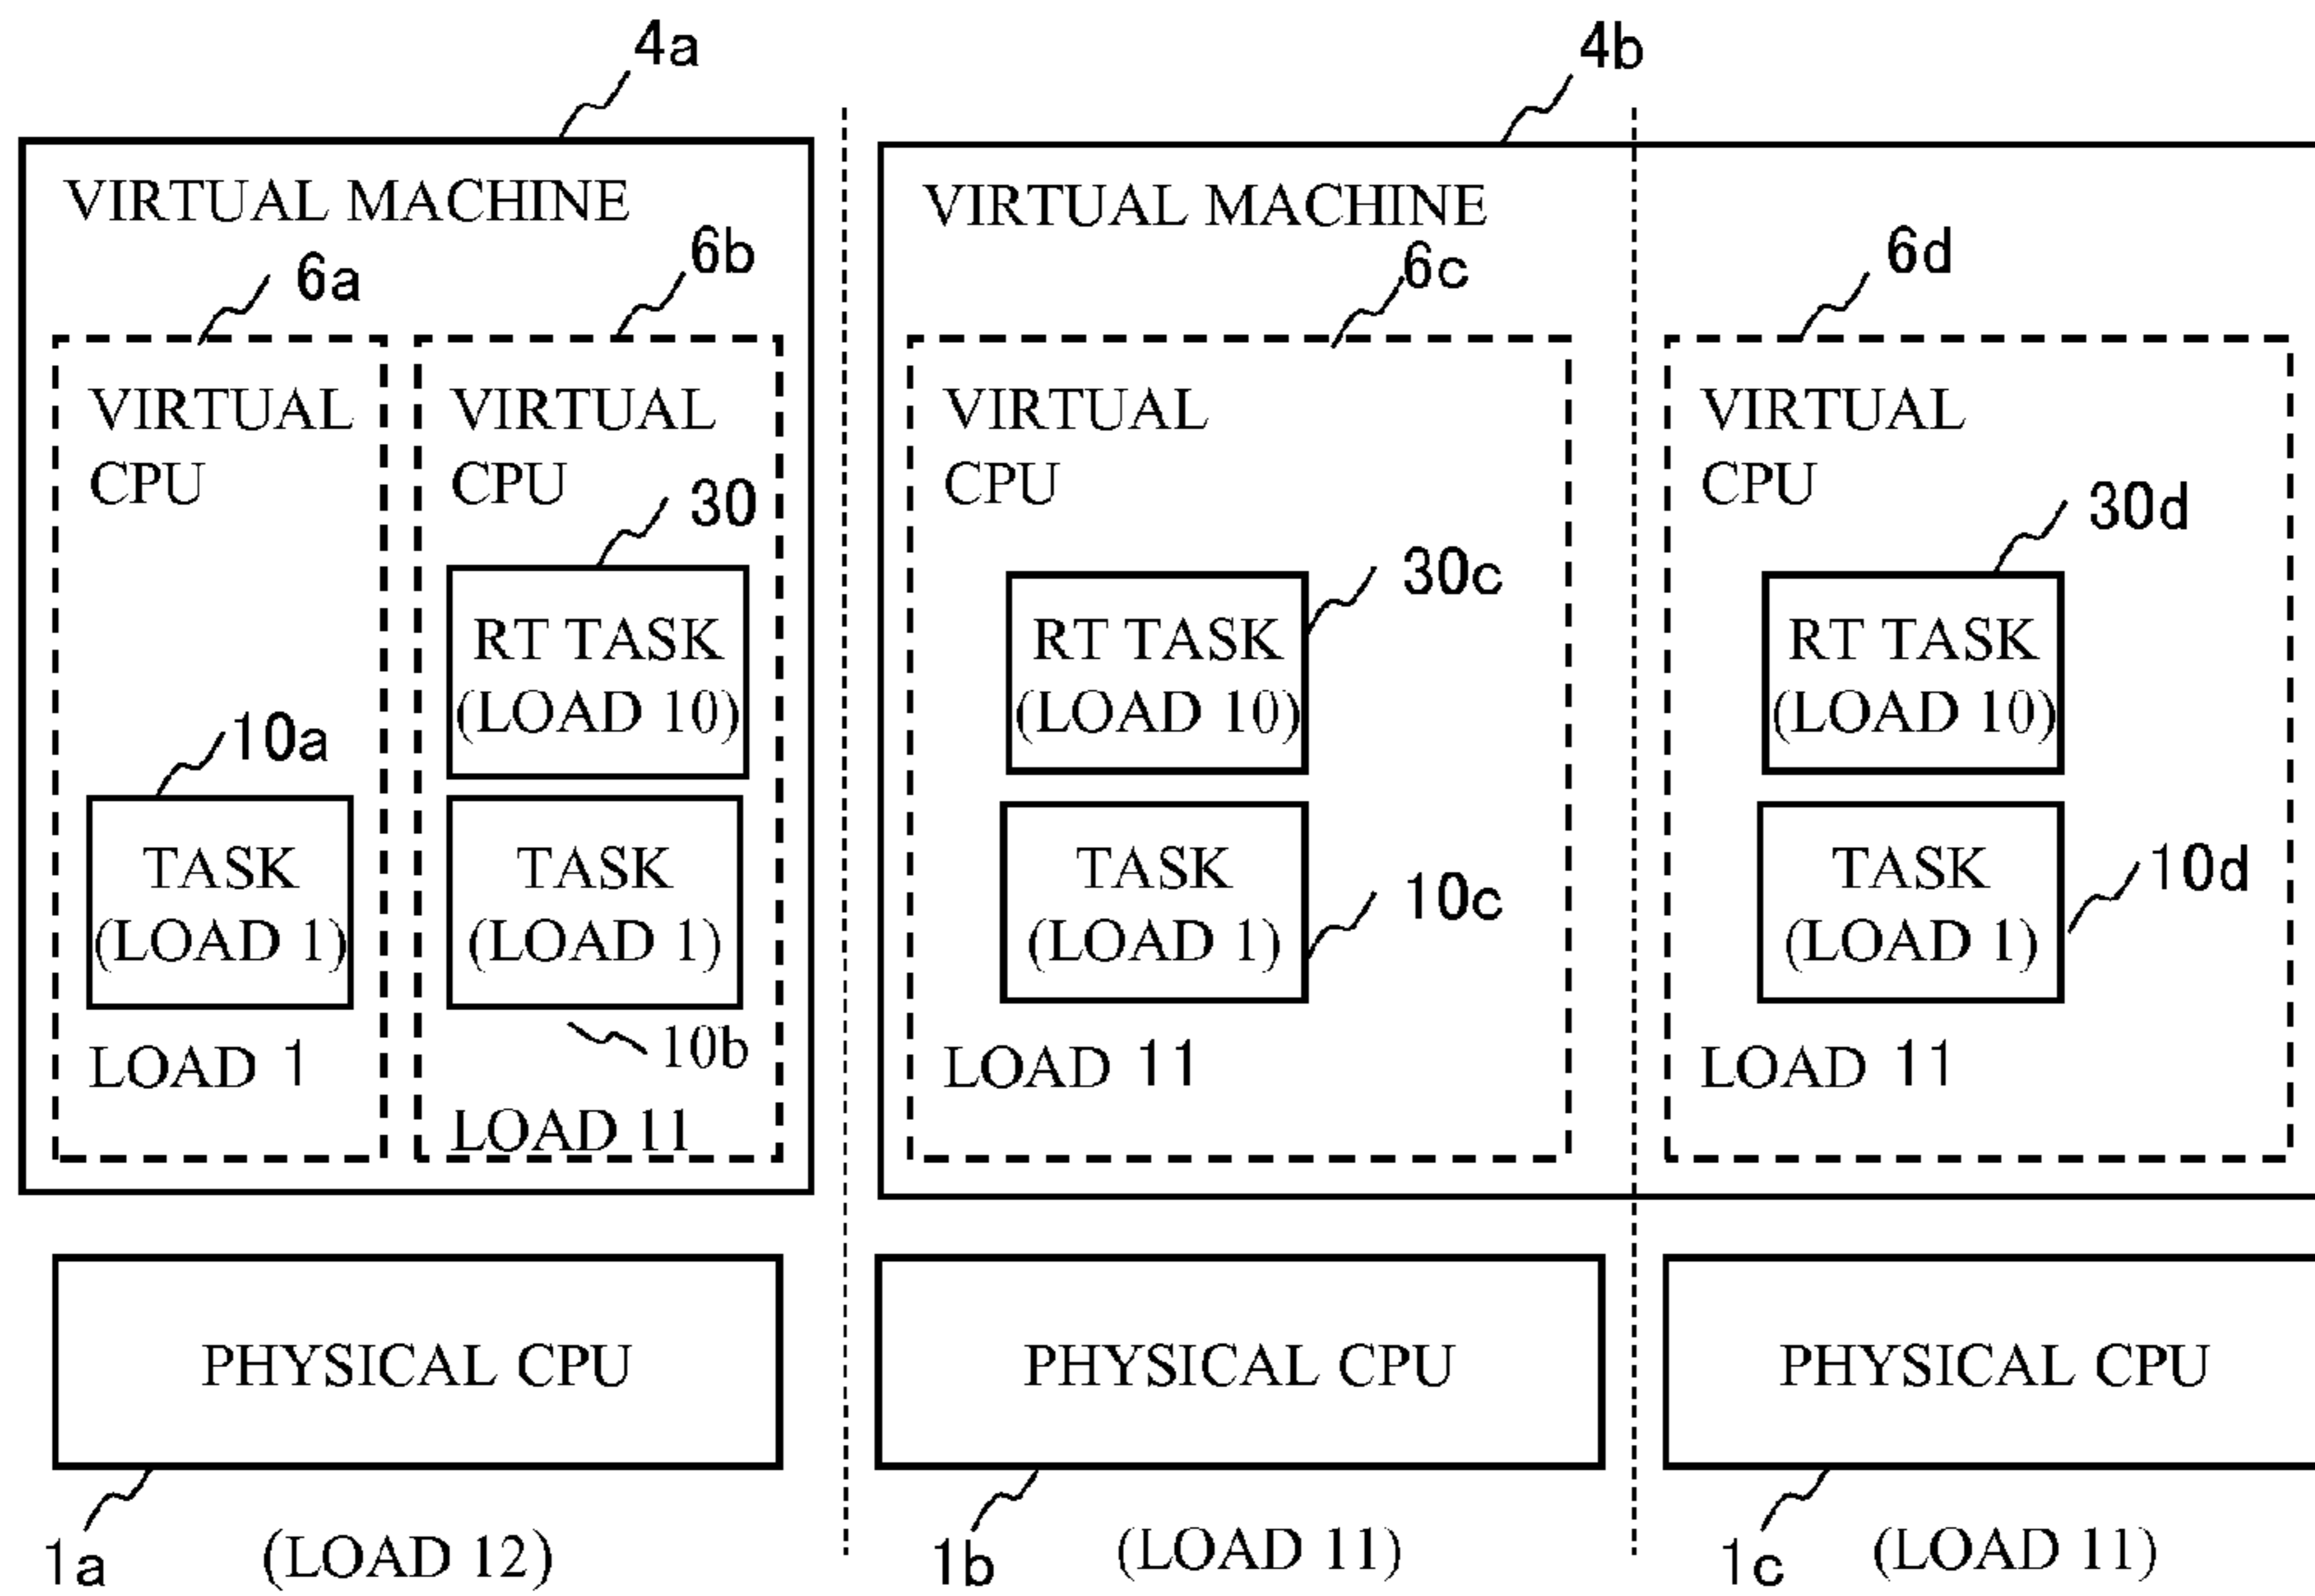 4a
4b
VIRTUAL MACHINE
VIRTUAL MACHINE
6a
6b
6c
6d
VIRTUAL
CPU
VIRTUAL
CPU
VIRTUAL
CPU
VIRTUAL
CPU
30
30c
30d
RT TASK
(LOAD 10)
RT TASK
(LOAD 10)
RT TASK
(LOAD 10)
10a
TASK
(LOAD 1)
TASK
(LOAD 1)
TASK
(LOAD 1)
TASK
(LOAD 1)
10c
10d
10b
LOAD 1
LOAD 11
LOAD 11
LOAD 11
PHYSICAL CPU
PHYSICAL CPU
PHYSICAL CPU
1a
(LOAD 12)
1b
(LOAD 11)
1c
(LOAD 11)